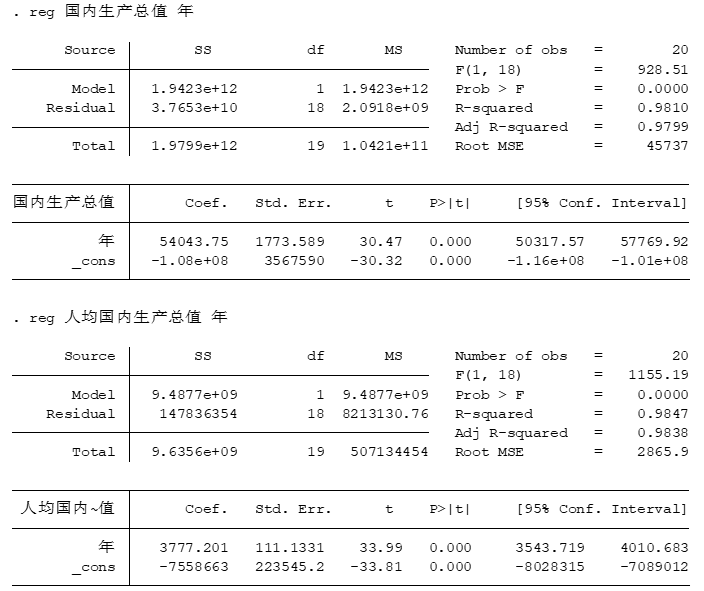 . reg 国内生产总值 年
Source SS df MS Number of obs = 20
F(1, 18) = 928.51
Model 1.9423e+12 1 1.9423e+12 Prob > F = 0.0000
Residual 3.7653e+10 18 2.0918e+09 R-squared = 0.9810
Adj R-squared = 0.9799
Total 1.9799e+12 19 1.0421e+11 Root MSE = 45737
国内生产总值 Coef. Std. Err. t P>|t| [95% Conf. Interval]
年 54043.75 1773.589 30.47 0.000 50317.57 57769.92
_cons -1.08e+08 3567590 -30.32 0.000 -1.16e+08 -1.01e+08
. reg 人均国内生产总值 年
Source SS df MS Number of obs = 20
F(1, 18) = 1155.19
Model 9.4877e+09 1 9.4877e+09 Prob > F = 0.0000
Residual 147836354 18 8213130.76 R-squared = 0.9847
Adj R-squared = 0.9838
Total 9.6356e+09 19 507134454 Root MSE = 2865.9
人均国内~值 Coef. Std. Err. t P>|t| [95% Conf. Interval]
年 3777.201 111.1331 33.99 0.000 3543.719 4010.683
_cons -7558663 223545.2 -33.81 0.000 -8028315 -7089012